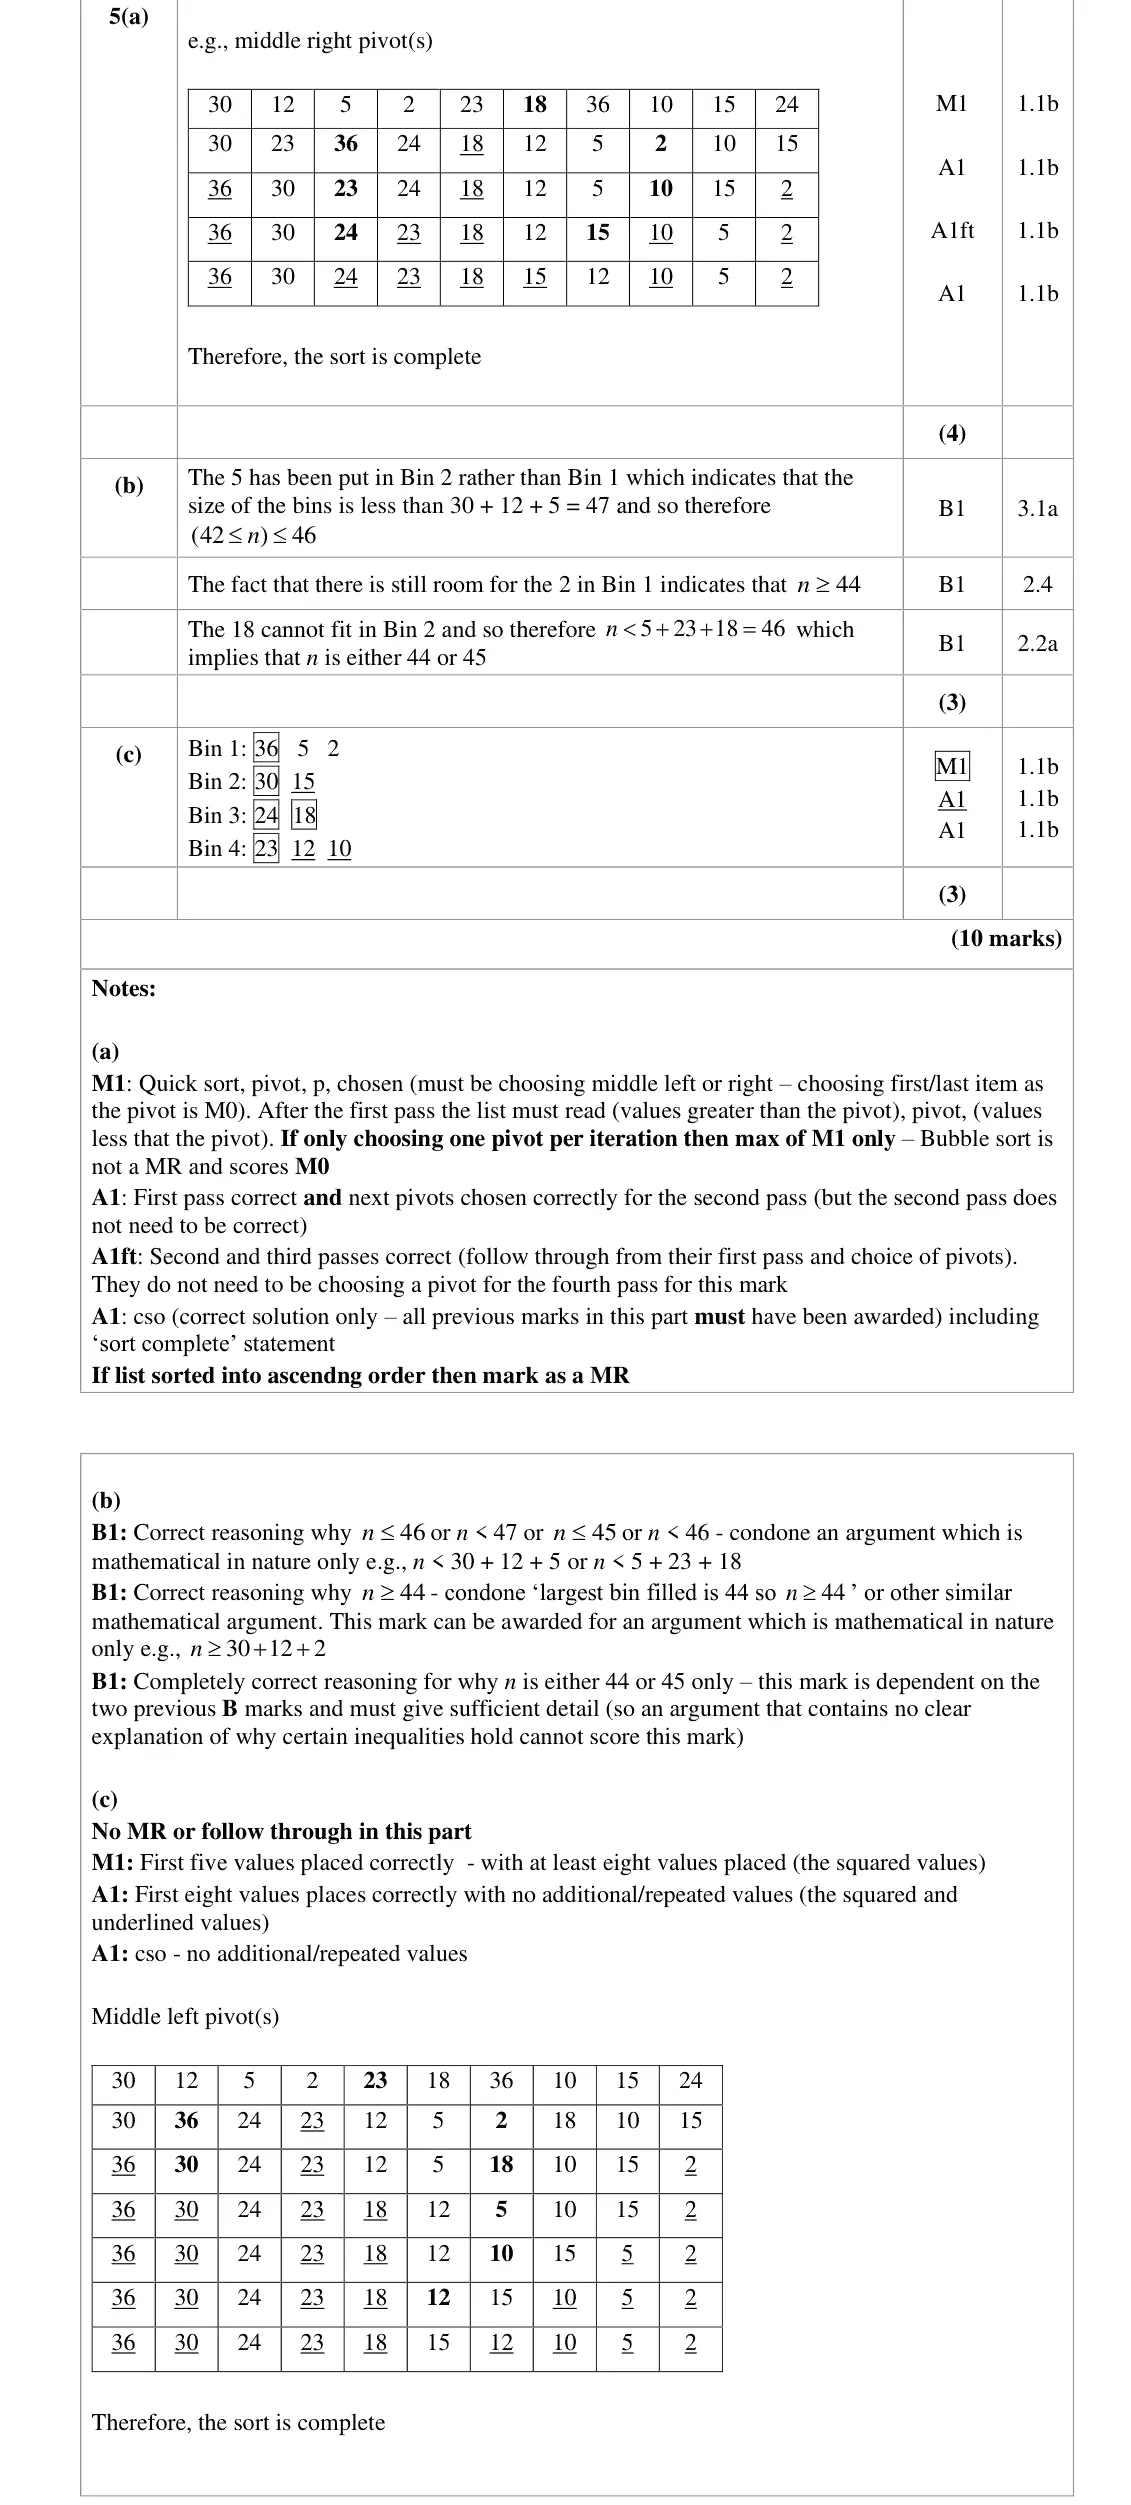 5(a)
e.g., middle right pivot(s)
30 12 5 2 23 18 36 10 15 24
30 23 36 24 18 12 5 2 10 15
36 30 23 24 18 12 5 10 15 2
36 30 24 23 18 12 15 10 5 2
36 30 24 23 18 15 12 10 5 2
M1 1.1b
A1 1.1b
A1ft 1.1b
A1 1.1b
Therefore, the sort is complete
(4)
(b)
The 5 has been put in Bin 2 rather than Bin 1 which indicates that the
size of the bins is less than 30 + 12 + 5 = 47 and so therefore
(42 ≤ n) ≤ 46
B1 3.1a
The fact that there is still room for the 2 in Bin 1 indicates that n ≥ 44 B1 2.4
The 18 cannot fit in Bin 2 and so therefore n < 5 + 23 + 18 = 46 which
implies that n is either 44 or 45
B1 2.2a
(3)
(c)
Bin 1: 36 5 2
Bin 2: 30 15
Bin 3: 24 18
Bin 4: 23 12 10
M1 1.1b
A1 1.1b
A1 1.1b
(3)
(10 marks)
Notes:
(a)
M1: Quick sort, pivot, p, chosen (must be choosing middle left or right – choosing first/last item as
the pivot is M0). After the first pass the list must read (values greater than the pivot), pivot, (values
less that the pivot). If only choosing one pivot per iteration then max of M1 only – Bubble sort is
not a MR and scores M0
A1: First pass correct and next pivots chosen correctly for the second pass (but the second pass does
not need to be correct)
A1ft: Second and third passes correct (follow through from their first pass and choice of pivots).
They do not need to be choosing a pivot for the fourth pass for this mark
A1: cso (correct solution only – all previous marks in this part must have been awarded) including
‘sort complete’ statement
If list sorted into ascendng order then mark as a MR
(b)
B1: Correct reasoning why n ≤ 46 or n < 47 or n ≤ 45 or n < 46 - condone an argument which is
mathematical in nature only e.g., n < 30 + 12 + 5 or n < 5 + 23 + 18
B1: Correct reasoning why n ≥ 44 - condone ‘largest bin filled is 44 so n ≥ 44 ’ or other similar
mathematical argument. This mark can be awarded for an argument which is mathematical in nature
only e.g., n ≥ 30 + 12 + 2
B1: Completely correct reasoning for why n is either 44 or 45 only – this mark is dependent on the
two previous B marks and must give sufficient detail (so an argument that contains no clear
explanation of why certain inequalities hold cannot score this mark)
(c)
No MR or follow through in this part
M1: First five values placed correctly - with at least eight values placed (the squared values)
A1: First eight values places correctly with no additional/repeated values (the squared and
underlined values)
A1: cso - no additional/repeated values
Middle left pivot(s)
30 12 5 2 23 18 36 10 15 24
30 36 24 23 12 5 2 18 10 15
36 30 24 23 12 5 18 10 15 2
36 30 24 23 18 12 5 10 15 2
36 30 24 23 18 12 10 15 5 2
36 30 24 23 18 12 15 10 5 2
36 30 24 23 18 15 12 10 5 2
Therefore, the sort is complete